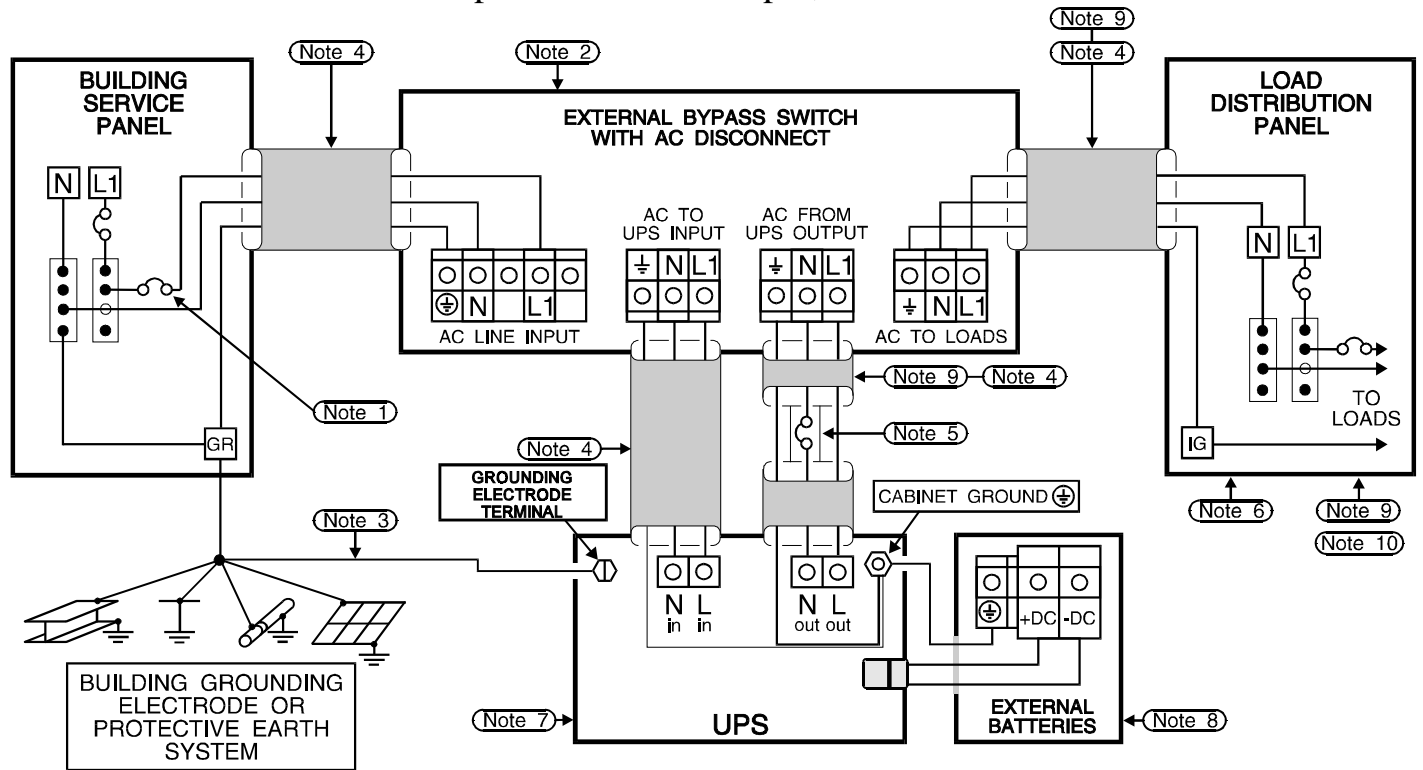 Note 9
Note 4
Note 2
Note 4
BUILDING
SERVICE
PANEL
N L1
Note 1
GR
EXTERNAL BYPASS SWITCH
WITH AC DISCONNECT
N L1
AC LINE INPUT
AC TO
UPS INPUT
N L1
AC FROM
UPS OUTPUT
N L1
N L1
AC TO LOADS
LOAD
DISTRIBUTION
PANEL
N L1
TO
LOADS
IG
Note 9 Note 4
Note 5
Note 4
Note 6
Note 9
Note 10
GROUNDING
ELECTRODE
TERMINAL
CABINET GROUND
Note 3
N L
in in
N L
out out
UPS
Note 7
+DC -DC
EXTERNAL
BATTERIES
Note 8
BUILDING GROUNDING
ELECTRODE OR
PROTECTIVE EARTH
SYSTEM